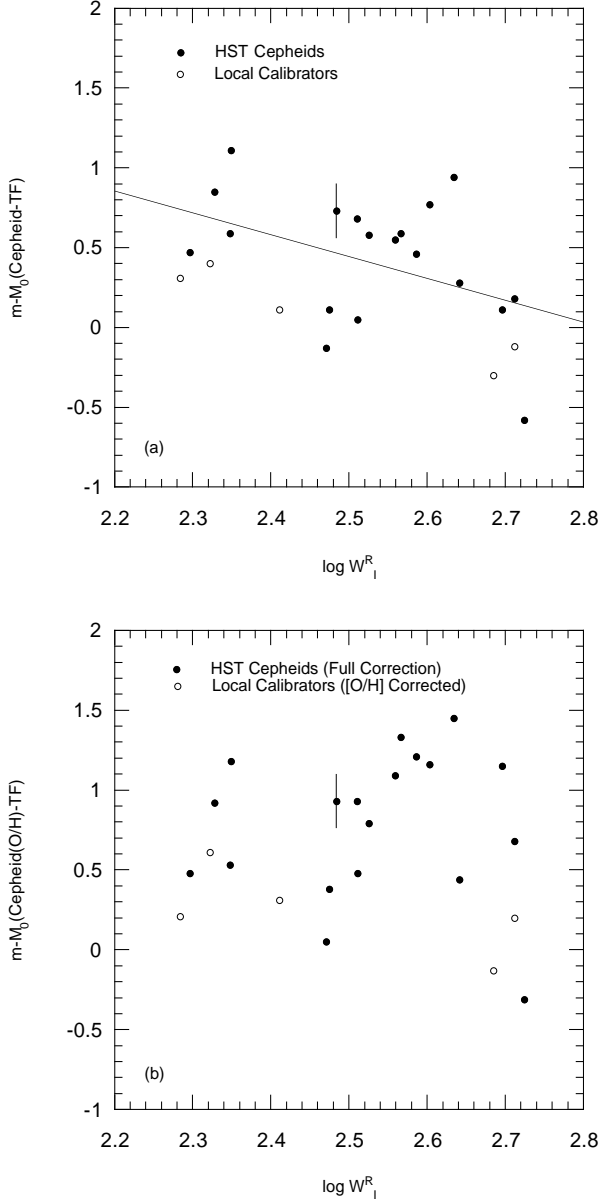 2
HST Cepheids
Local Calibrators
1.5
1
0.5
0
-0.5
-1
m-M0(Cepheid-TF)
(a)
2.2 2.3 2.4 2.5 2.6 2.7 2.8
log W^R_I
2
HST Cepheids (Full Correction)
Local Calibrators ([O/H] Corrected)
1.5
1
0.5
0
-0.5
-1
m-M0(Cepheid(O/H)-TF)
(b)
2.2 2.3 2.4 2.5 2.6 2.7 2.8
log W^R_I